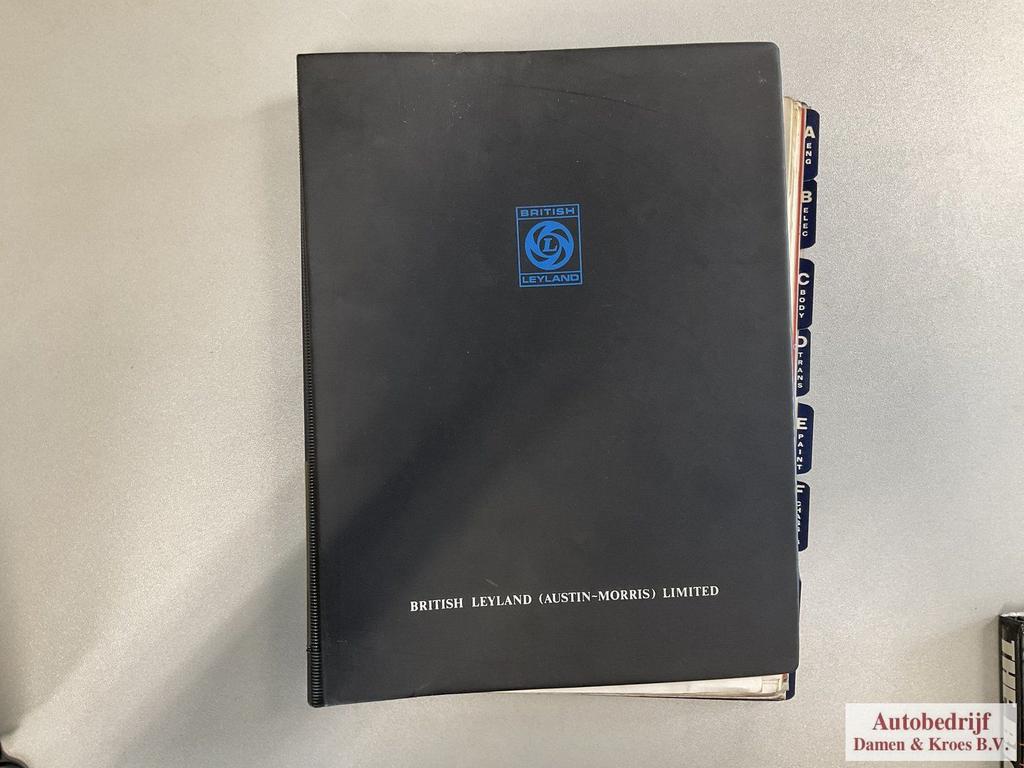 BRITISH
L
LEYLAND
BRITISH LEYLAND (AUSTIN~MORRIS) LIMITED
A ENG
B ELEC
C BODY
D TRANS
E PAINT
F
Autobedrijf
Damen & Kroes B.V.